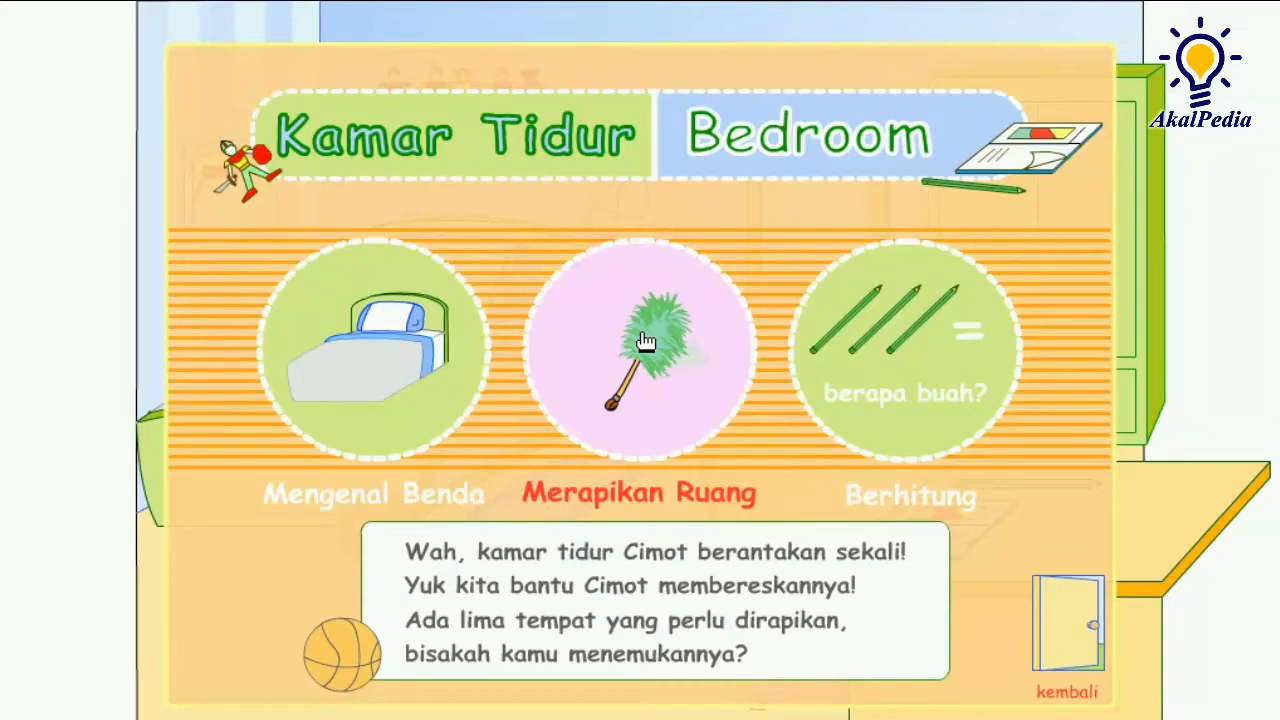 AkalPedia
Kamar Tidur
Bedroom
berapa buah?
Mengenal Benda
Merapikan Ruang
Berhitung
Wah, kamar tidur Cimot berantakan sekali!
Yuk kita bantu Cimot membereskannya!
Ada lima tempat yang perlu dirapikan,
bisakah kamu menemukannya?
kembali